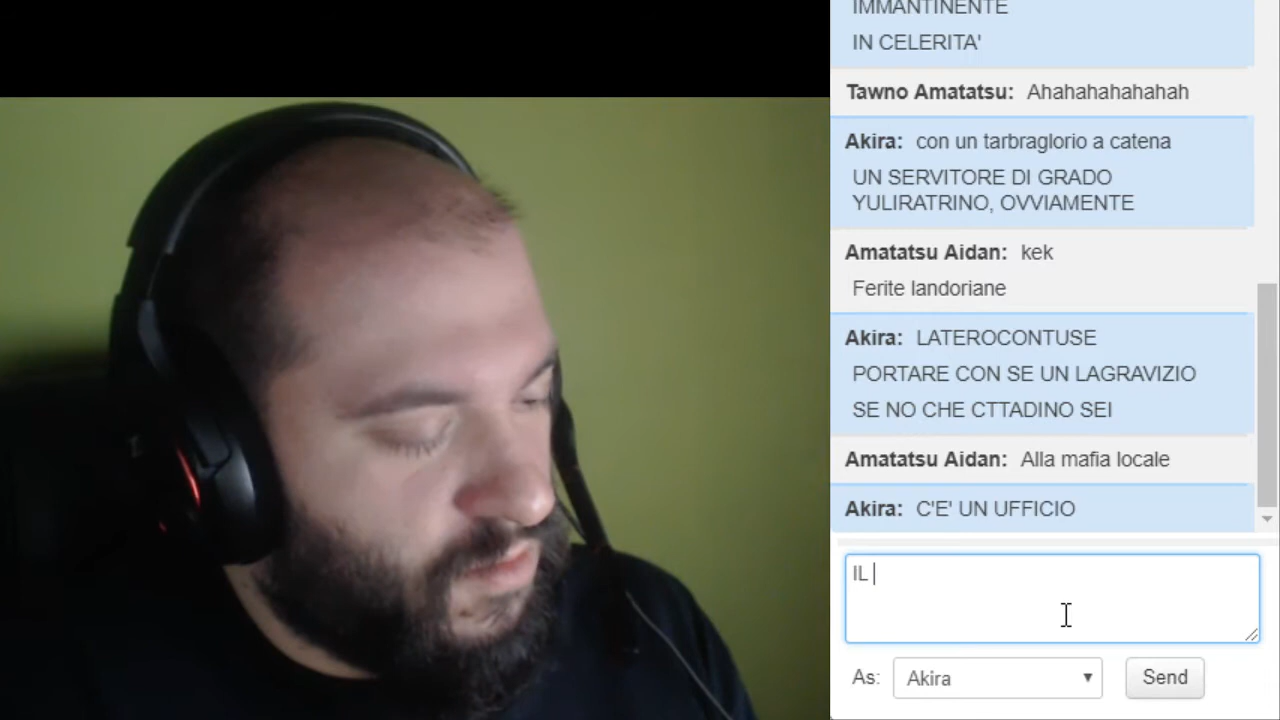 IMMANTINENTE
IN CELERITA'
Tawno Amatatsu: Ahahahahahahah
Akira: con un tarbraglorio a catena
UN SERVITORE DI GRADO
YULIRATRINO, OVVIAMENTE
Amatatsu Aidan: kek
Ferite landoriane
Akira: LATEROCONTUSE
PORTARE CON SE UN LAGRAVIZIO
SE NO CHE CTTADINO SEI
Amatatsu Aidan: Alla mafia locale
Akira: C'E' UN UFFICIO
IL
As: Akira Send